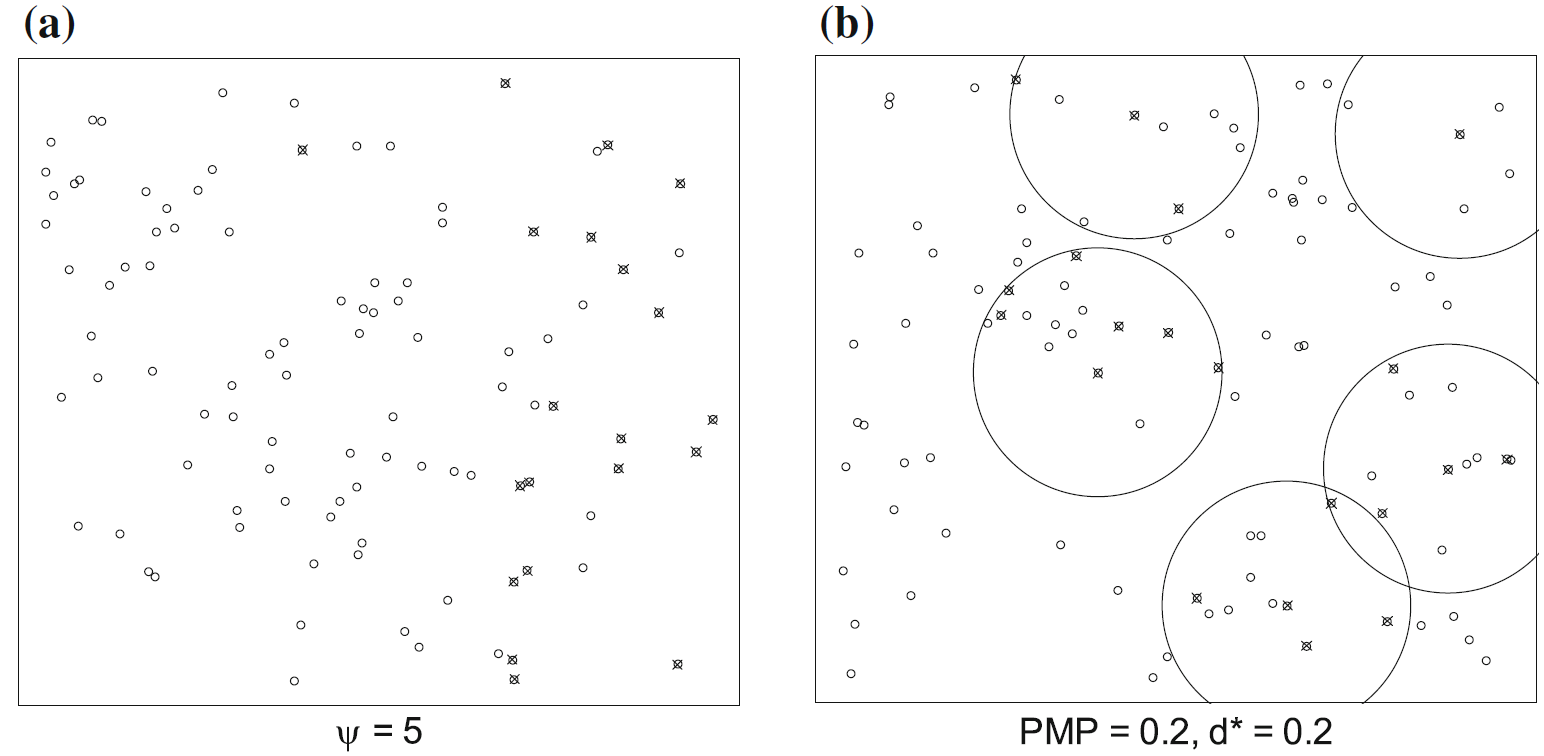 (a)
(b)
ψ = 5
PMP = 0.2, d* = 0.2